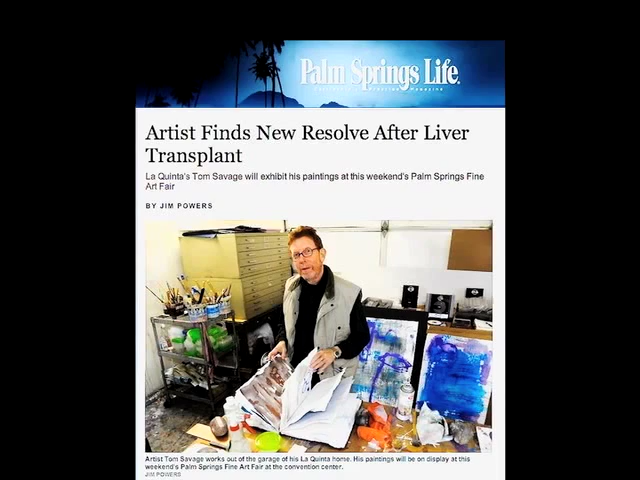 Palm Springs Life
Artist Finds New Resolve After Liver
Transplant
La Quinta's Tom Savage will exhibit his paintings at this weekend's Palm Springs Fine
Art Fair
BY JIM POWERS
Artist Tom Savage works out of the garage of his La Quinta home. His paintings will be on display at this
weekend's Palm Springs Fine Art Fair at the convention center.
JIM POWERS